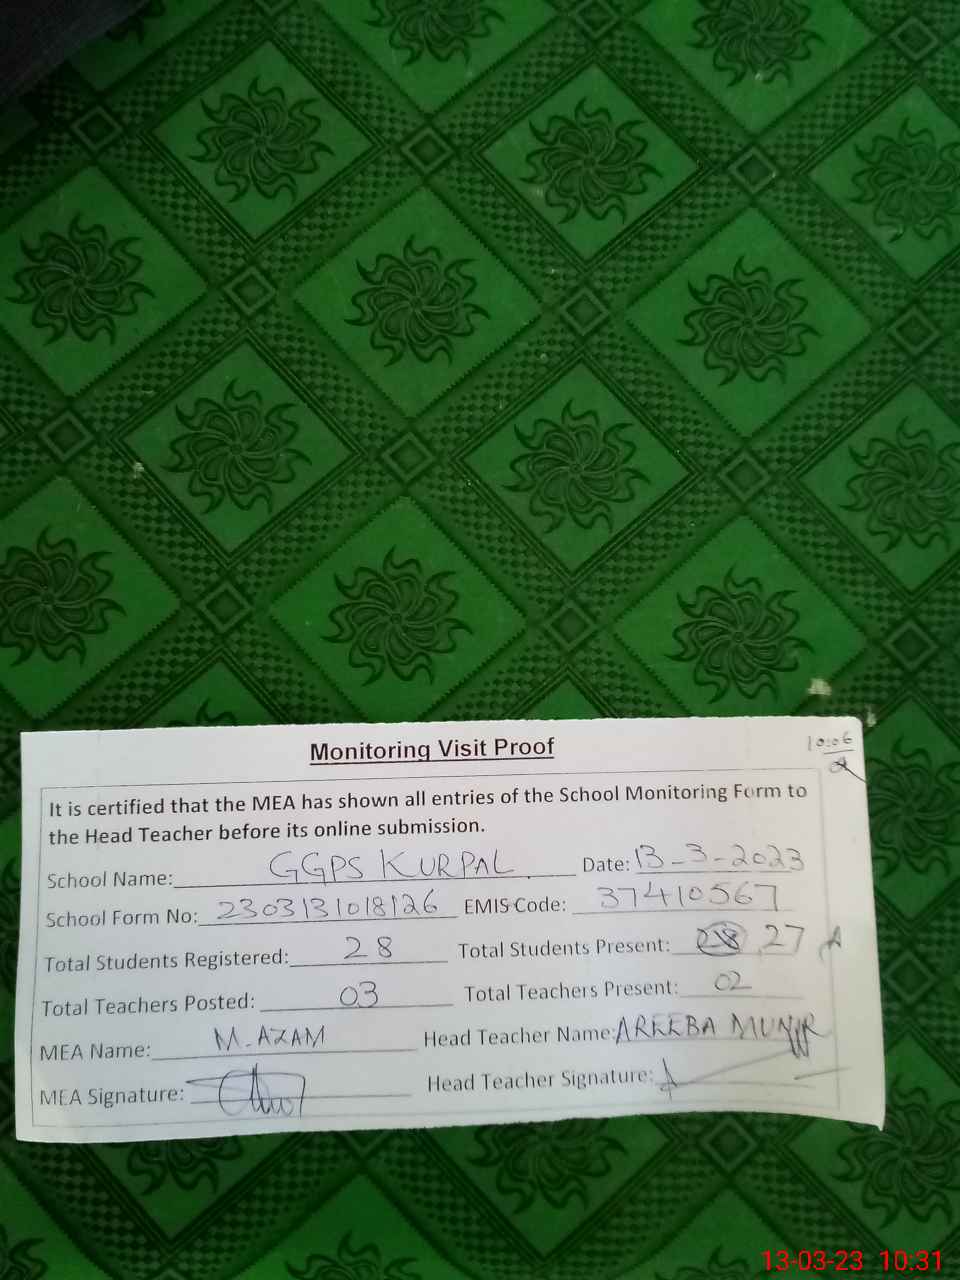 Monitoring Visit Proof
10:06
It is certified that the MEA has shown all entries of the School Monitoring Form to
the Head Teacher before its online submission.
School Name: GGPS KURPAL Date: 13-3-2023
School Form No: 2303131018126 EMIS Code: 37410567
Total Students Registered: 28 Total Students Present: 28 27
Total Teachers Posted: 03 Total Teachers Present: 02
MEA Name: M.AZAM Head Teacher Name: AREEBA MUNIR
MEA Signature: Head Teacher Signature:
13-03-23 10:31